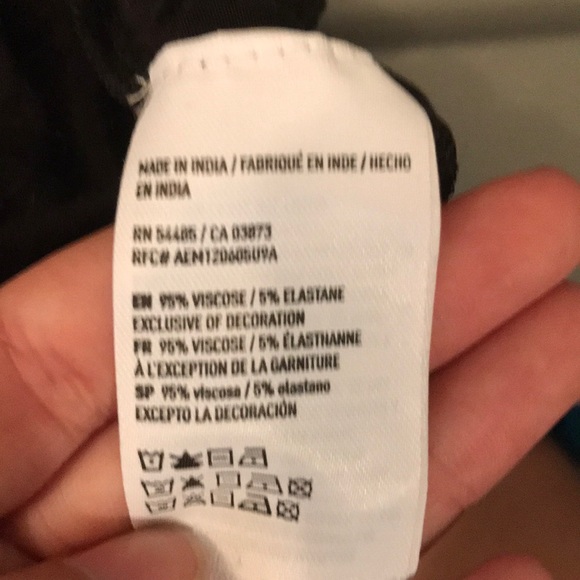 MADE IN INDIA / FABRIQUÉ EN INDE / HECHO
EN INDIA
RN 54485 / CA 03873
RFC# AEM120605U9A
EN 95% VISCOSE / 5% ELASTANE
EXCLUSIVE OF DECORATION
FR 95% VISCOSE / 5% ÉLASTHANNE
À L'EXCEPTION DE LA GARNITURE
SP 95% viscosa / 5% elastano
EXCEPTO LA DECORACIÓN